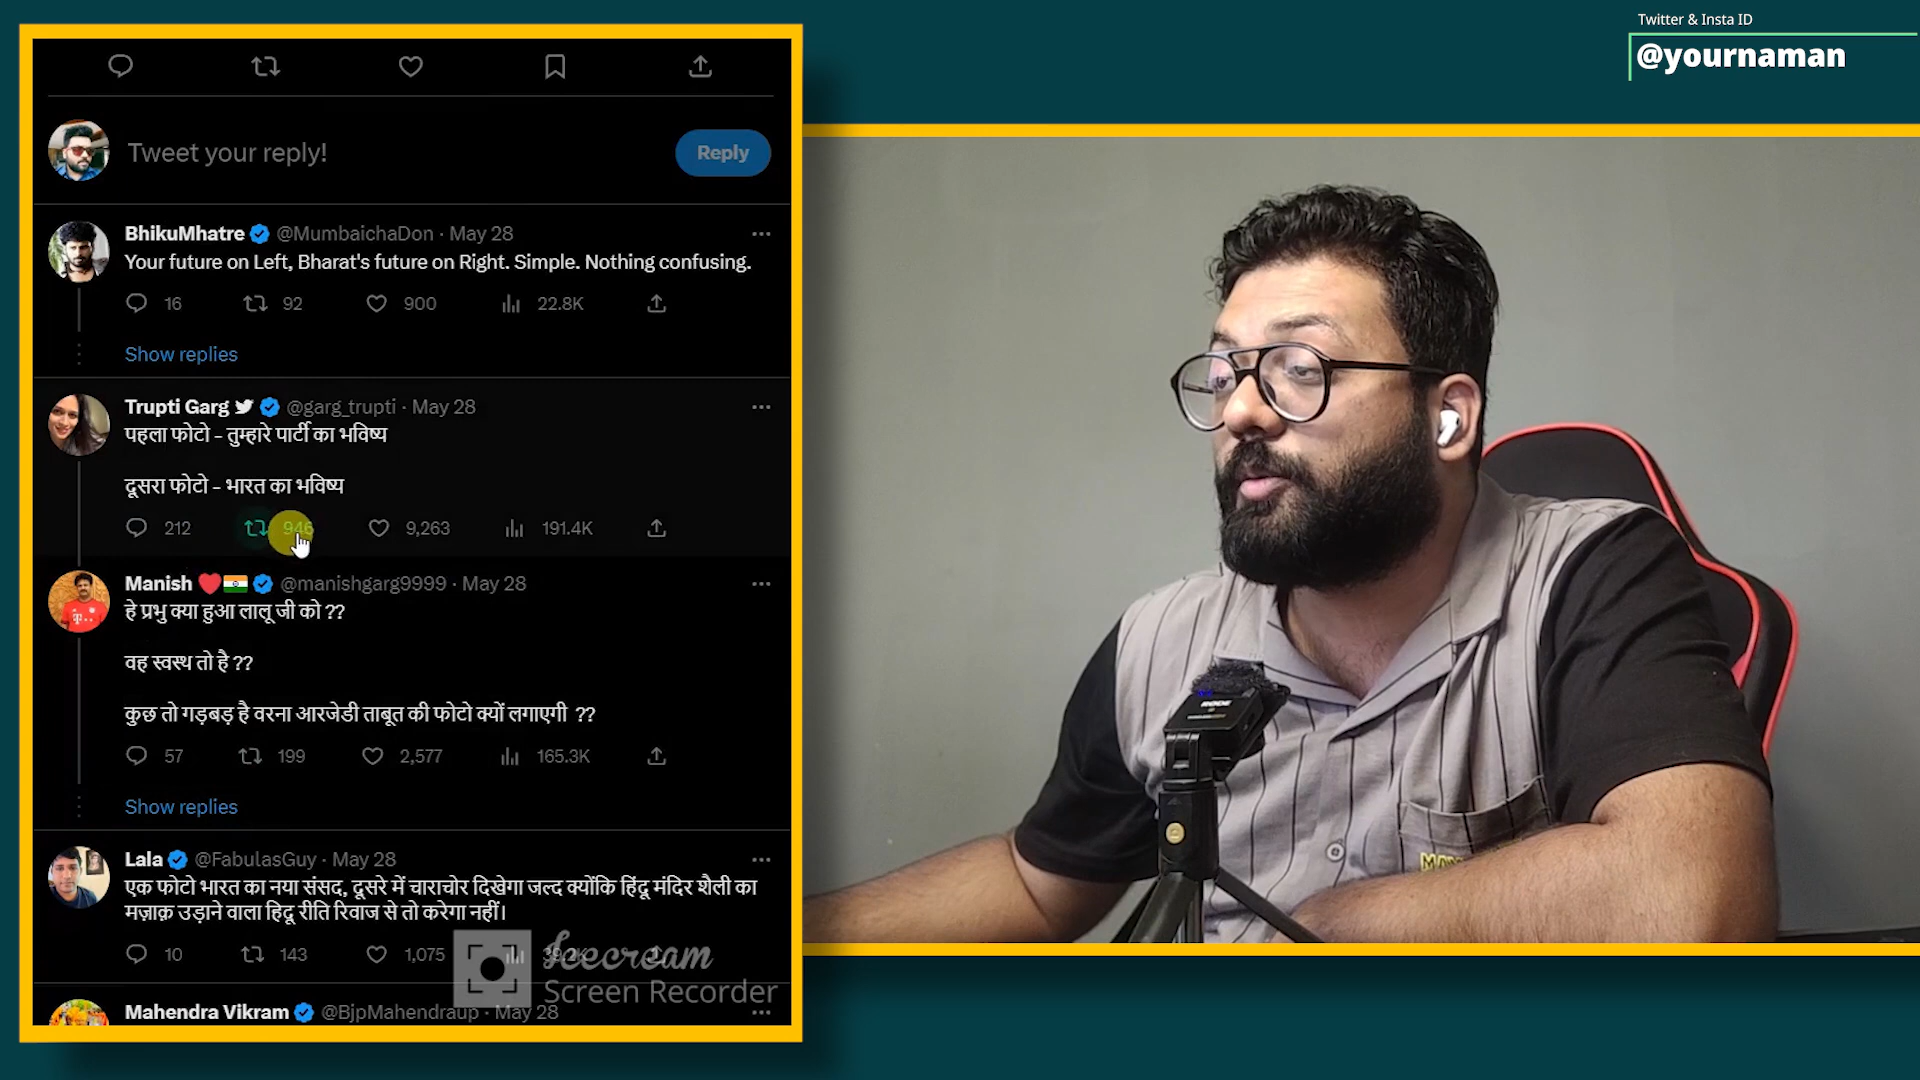 Twitter & Insta ID
@yournaman
Tweet your reply!
Reply
BhikuMhatre @MumbaichaDon · May 28
Your future on Left, Bharat's future on Right. Simple. Nothing confusing.
16 92 900 22.8K
Show replies
Trupti Garg @garg_trupti · May 28
पहला फोटो - तुम्हारे पार्टी का भविष्य
दूसरा फोटो - भारत का भविष्य
212 946 9,263 191.4K
Manish @manishgarg9999 · May 28
हे प्रभु क्या हुआ लालू जी को ??
वह स्वस्थ तो है ??
कुछ तो गड़बड़ है वरना आरजेडी ताबूत की फोटो क्यों लगाएगी ??
57 199 2,577 165.3K
Show replies
Lala @FabulasGuy · May 28
एक फोटो भारत का नया संसद, दूसरे में चाराचोर दिखेगा जल्द क्योंकि हिंदू मंदिर शैली का
मज़ाक़ उड़ाने वाला हिदू रीति रिवाज से तो करेगा नहीं।
10 143 1,075 39.2K
Icecream
Screen Recorder
Mahendra Vikram @BjpMahendraup · May 28
RODE